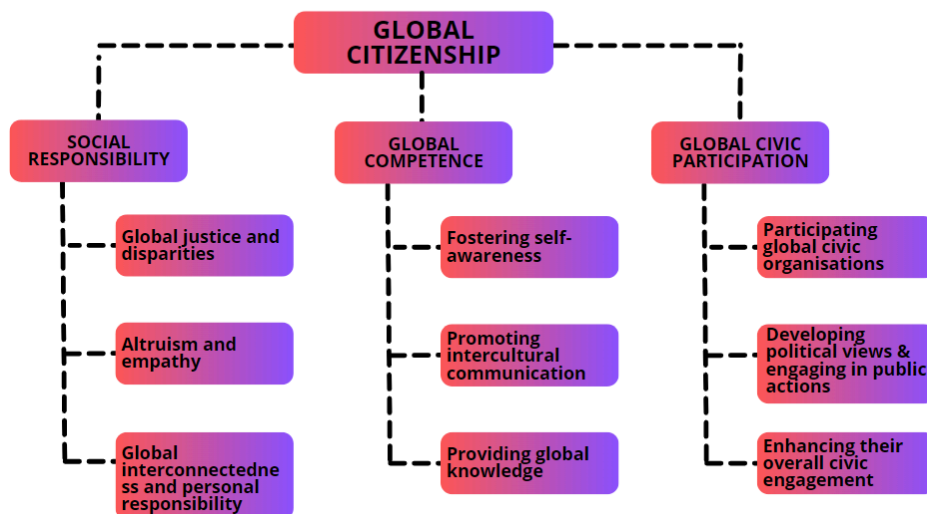 GLOBAL
CITIZENSHIP
SOCIAL
RESPONSIBILITY
Global justice and
disparities
Altruism and
empathy
Global
interconnectedne
ss and personal
responsibility
GLOBAL
COMPETENCE
Fostering self-
awareness
Promoting
intercultural
communication
Providing global
knowledge
GLOBAL CIVIC
PARTICIPATION
Participating
global civic
organisations
Developing
political views &
engaging in public
actions
Enhancing their
overall civic
engagement